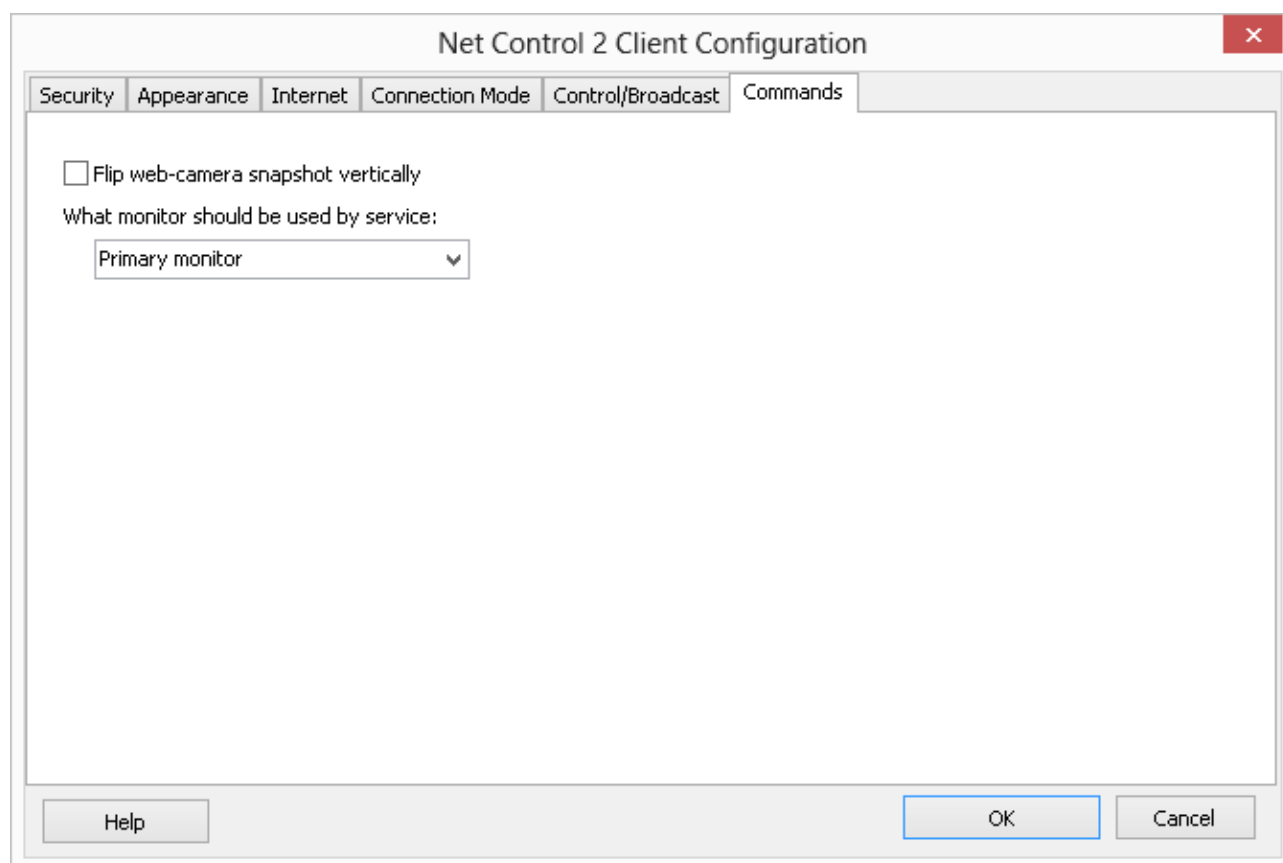 Net Control 2 Client Configuration
Security Appearance Internet Connection Mode Control/Broadcast Commands
Flip web-camera snapshot vertically
What monitor should be used by service:
Primary monitor
Help OK Cancel